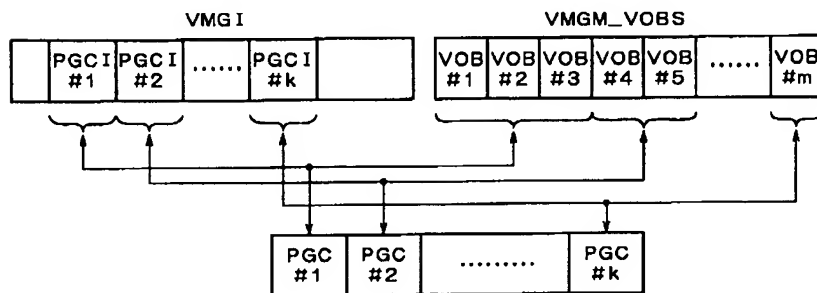 VMGI
VMGM_VOBS
PGCI #1
PGCI #2
......
PGCI #k
VOB #1
VOB #2
VOB #3
VOB #4
VOB #5
......
VOB #m
PGC #1
PGC #2
.........
PGC #k